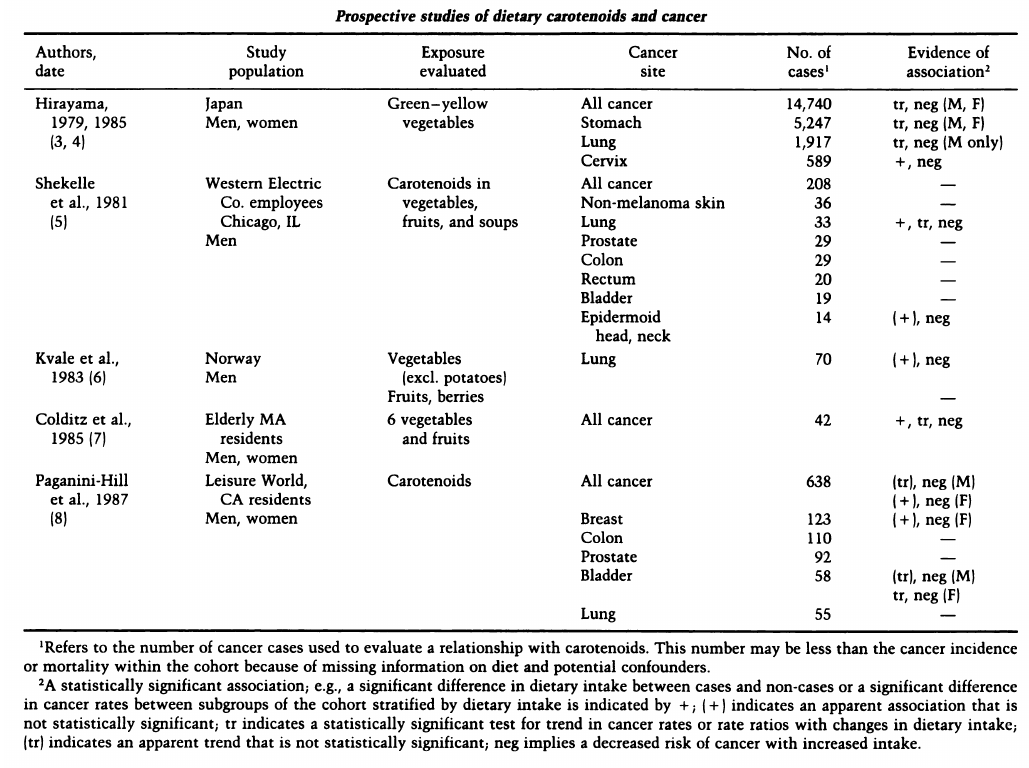 Prospective studies of dietary carotenoids and cancer
Authors, date | Study population | Exposure evaluated | Cancer site | No. of cases¹ | Evidence of association²
Hirayama, Japan Green–yellow All cancer 14,740 tr, neg (M, F)
1979, 1985 Men, women vegetables Stomach 5,247 tr, neg (M, F)
(3, 4) Lung 1,917 tr, neg (M only)
Cervix 589 +, neg
Shekelle Western Electric Carotenoids in All cancer 208 —
et al., 1981 Co. employees vegetables, Non-melanoma skin 36 —
(5) Chicago, IL fruits, and soups Lung 33 +, tr, neg
Men Prostate 29 —
Colon 29 —
Rectum 20 —
Bladder 19 —
Epidermoid 14 (+), neg
head, neck
Kvale et al., Norway Vegetables Lung 70 (+), neg
1983 (6) Men (excl. potatoes)
Fruits, berries —
Colditz et al., Elderly MA 6 vegetables All cancer 42 +, tr, neg
1985 (7) residents and fruits
Men, women
Paganini-Hill Leisure World, Carotenoids All cancer 638 (tr), neg (M)
et al., 1987 CA residents (+), neg (F)
(8) Men, women Breast 123 (+), neg (F)
Colon 110 —
Prostate 92 —
Bladder 58 (tr), neg (M)
tr, neg (F)
Lung 55 —
¹Refers to the number of cancer cases used to evaluate a relationship with carotenoids. This number may be less than the cancer incidence
or mortality within the cohort because of missing information on diet and potential confounders.
²A statistically significant association; e.g., a significant difference in dietary intake between cases and non-cases or a significant difference
in cancer rates between subgroups of the cohort stratified by dietary intake is indicated by +; (+) indicates an apparent association that is
not statistically significant; tr indicates a statistically significant test for trend in cancer rates or rate ratios with changes in dietary intake;
(tr) indicates an apparent trend that is not statistically significant; neg implies a decreased risk of cancer with increased intake.